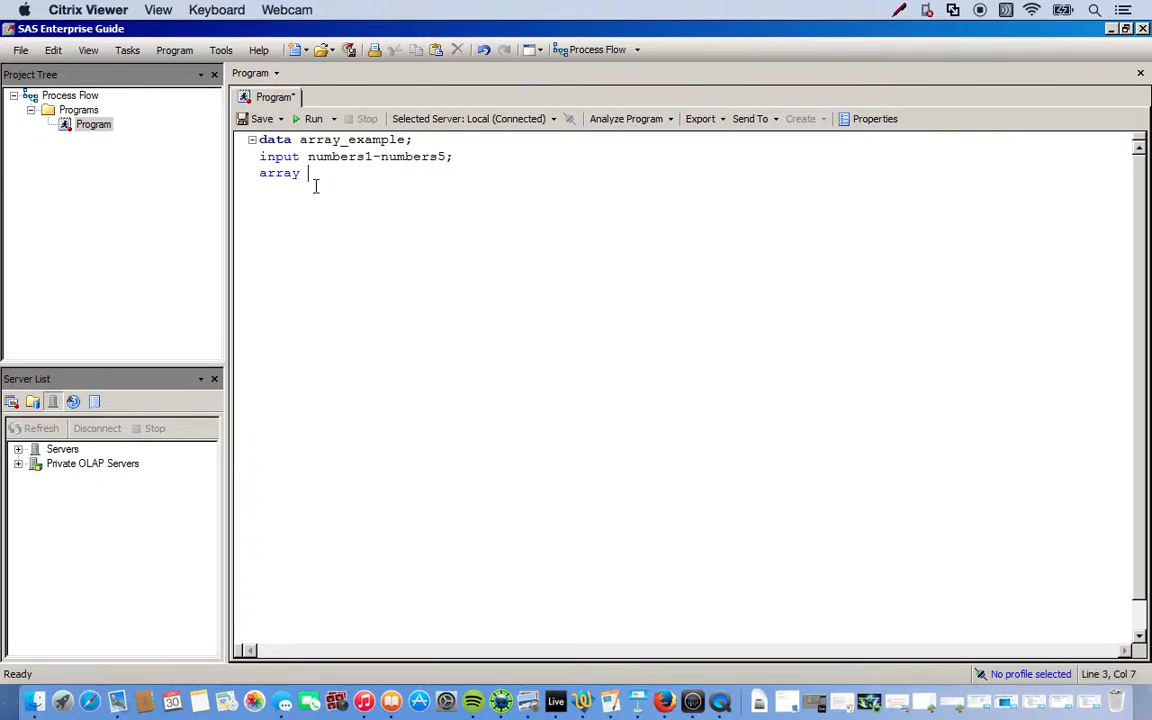 Citrix Viewer View Keyboard Webcam
SAS Enterprise Guide
File Edit View Tasks Program Tools Help Process Flow
Project Tree
Process Flow
Programs
Program
Program
Program*
Save Run Stop Selected Server: Local (Connected) Analyze Program Export Send To Create Properties
data array_example;
input numbers1-numbers5;
array
Server List
Refresh Disconnect Stop
Servers
Private OLAP Servers
Ready
No profile selected Line 3, Col 7
30
Live